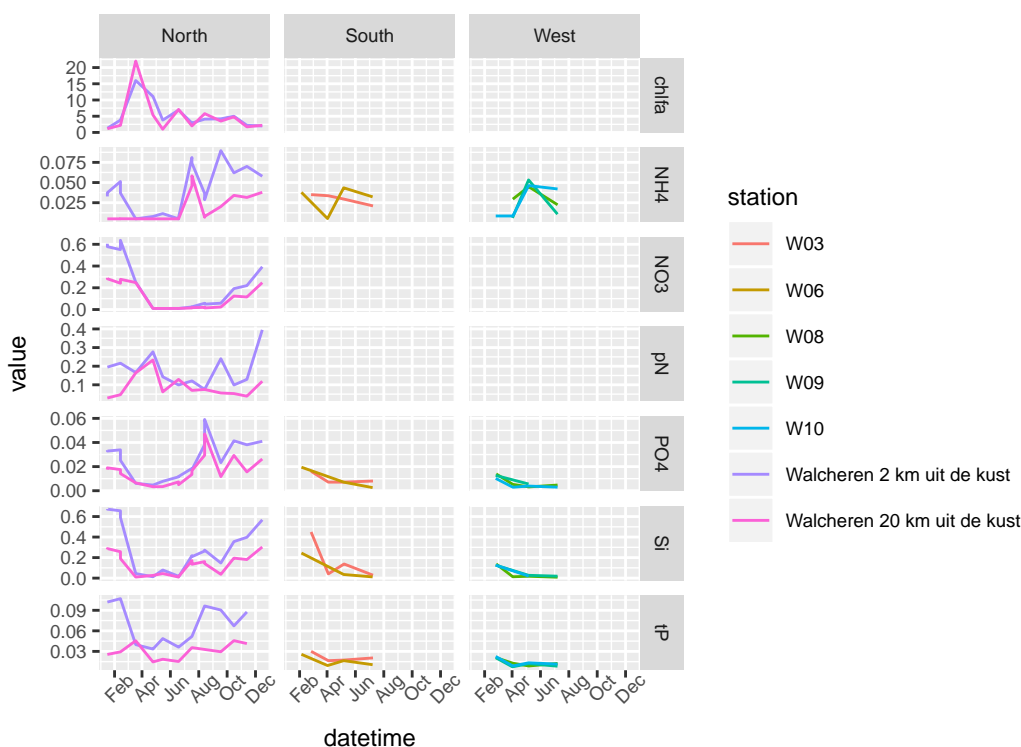 North South West
20
15
10
5
0
chlfa
0.075
0.050
0.025
NH4
0.6
0.4
0.2
0.0
NO3
0.4
0.3
0.2
0.1
pN
0.06
0.04
0.02
0.00
PO4
0.6
0.4
0.2
0.0
Si
0.09
0.06
0.03
tP
Feb Apr Jun Aug Oct Dec Feb Apr Jun Aug Oct Dec Feb Apr Jun Aug Oct Dec
datetime
value
station
W03
W06
W08
W09
W10
Walcheren 2 km uit de kust
Walcheren 20 km uit de kust